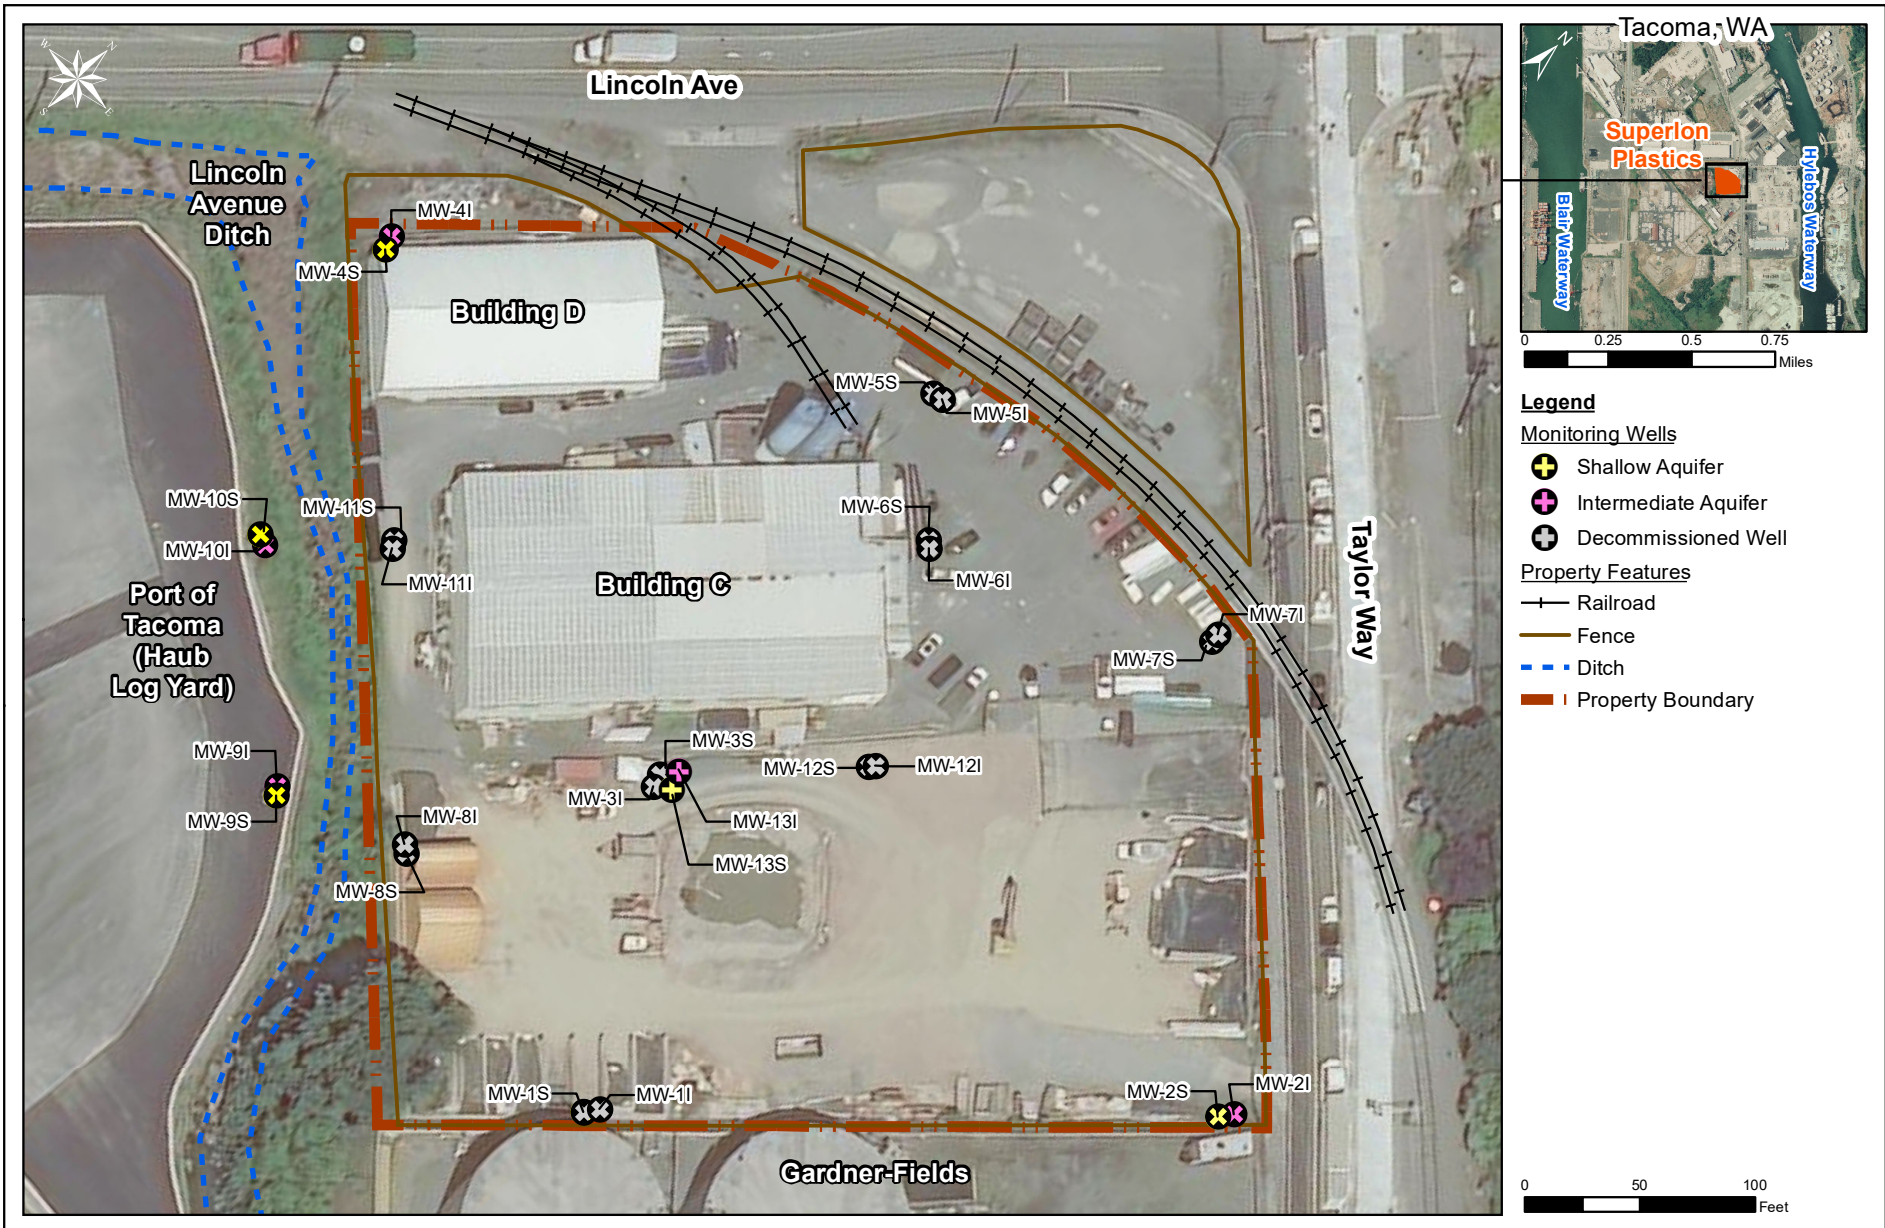 N
W
E
S
Lincoln Ave
Lincoln
Avenue
Ditch
MW-4I
MW-4S
Building D
MW-5S
MW-5I
MW-10S
MW-10I
MW-11S
MW-11I
MW-6S
MW-6I
Building C
Port of
Tacoma
(Haub
Log Yard)
Taylor Way
MW-7I
MW-7S
MW-9I
MW-9S
MW-3S
MW-3I
MW-12S
MW-12I
MW-13I
MW-13S
MW-8I
MW-8S
MW-1S
MW-1I
MW-2S
MW-2I
Gardner-Fields
Tacoma, WA
N
Superlon
Plastics
Blair Waterway
Hylebos Waterway
0 0.25 0.5 0.75
Miles
Legend
Monitoring Wells
Shallow Aquifer
Intermediate Aquifer
Decommissioned Well
Property Features
Railroad
Fence
Ditch
Property Boundary
0 50 100
Feet